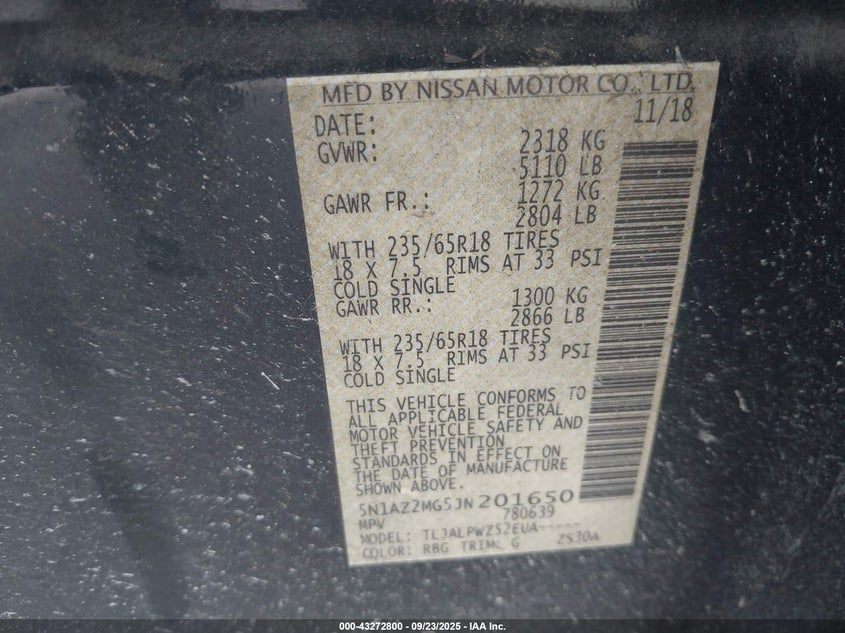 MFD BY NISSAN MOTOR CO., LTD.
DATE: 11/18
GVWR: 2318 KG
5110 LB
GAWR FR.: 1272 KG
2804 LB
WITH 235/65R18 TIRES
18 X 7.5 RIMS AT 33 PSI
COLD SINGLE
GAWR RR.: 1300 KG
2866 LB
WITH 235/65R18 TIRES
18 X 7.5 RIMS AT 33 PSI
COLD SINGLE
THIS VEHICLE CONFORMS TO
ALL APPLICABLE FEDERAL
MOTOR VEHICLE SAFETY AND
THEFT PREVENTION
STANDARDS IN EFFECT ON
THE DATE OF MANUFACTURE
SHOWN ABOVE.
5N1AZ2MG5JN201650
MPV 780639
MODEL: TLJALPWZS2EUA-----
COLOR: RBG TRIM: G 2S30A
000-43272800 - 09/23/2025 - IAA Inc.